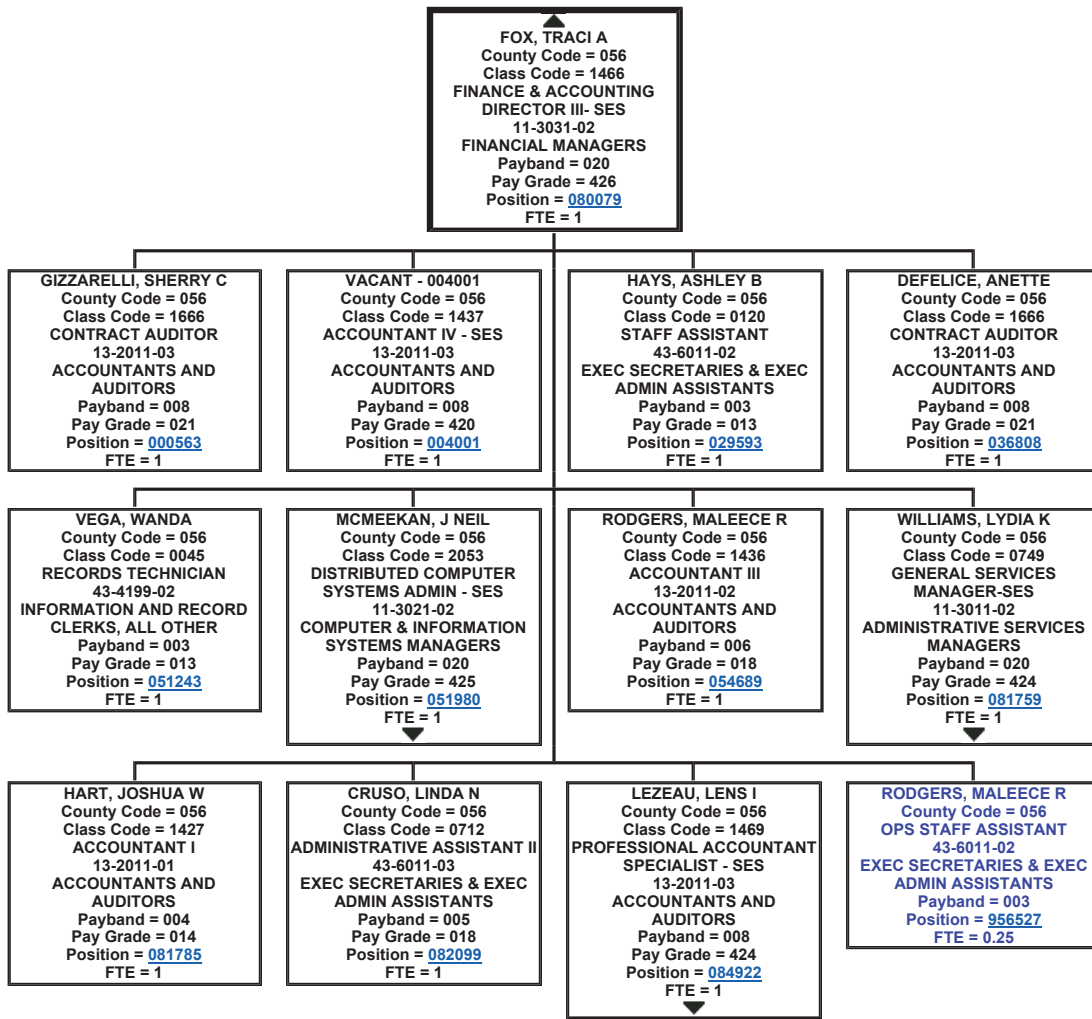 FOX, TRACI A
County Code = 056
Class Code = 1466
FINANCE & ACCOUNTING
DIRECTOR III- SES
11-3031-02
FINANCIAL MANAGERS
Payband = 020
Pay Grade = 426
Position = 080079
FTE = 1
GIZZARELLI, SHERRY C
County Code = 056
Class Code = 1666
CONTRACT AUDITOR
13-2011-03
ACCOUNTANTS AND
AUDITORS
Payband = 008
Pay Grade = 021
Position = 000563
FTE = 1
VACANT - 004001
County Code = 056
Class Code = 1437
ACCOUNTANT IV - SES
13-2011-03
ACCOUNTANTS AND
AUDITORS
Payband = 008
Pay Grade = 420
Position = 004001
FTE = 1
HAYS, ASHLEY B
County Code = 056
Class Code = 0120
STAFF ASSISTANT
43-6011-02
EXEC SECRETARIES & EXEC
ADMIN ASSISTANTS
Payband = 003
Pay Grade = 013
Position = 029593
FTE = 1
DEFELICE, ANETTE
County Code = 056
Class Code = 1666
CONTRACT AUDITOR
13-2011-03
ACCOUNTANTS AND
AUDITORS
Payband = 008
Pay Grade = 021
Position = 036808
FTE = 1
VEGA, WANDA
County Code = 056
Class Code = 0045
RECORDS TECHNICIAN
43-4199-02
INFORMATION AND RECORD
CLERKS, ALL OTHER
Payband = 003
Pay Grade = 013
Position = 051243
FTE = 1
MCMEEKAN, J NEIL
County Code = 056
Class Code = 2053
DISTRIBUTED COMPUTER
SYSTEMS ADMIN - SES
11-3021-02
COMPUTER & INFORMATION
SYSTEMS MANAGERS
Payband = 020
Pay Grade = 425
Position = 051980
FTE = 1
RODGERS, MALEECE R
County Code = 056
Class Code = 1436
ACCOUNTANT III
13-2011-02
ACCOUNTANTS AND
AUDITORS
Payband = 006
Pay Grade = 018
Position = 054689
FTE = 1
WILLIAMS, LYDIA K
County Code = 056
Class Code = 0749
GENERAL SERVICES
MANAGER-SES
11-3011-02
ADMINISTRATIVE SERVICES
MANAGERS
Payband = 020
Pay Grade = 424
Position = 081759
FTE = 1
HART, JOSHUA W
County Code = 056
Class Code = 1427
ACCOUNTANT I
13-2011-01
ACCOUNTANTS AND
AUDITORS
Payband = 004
Pay Grade = 014
Position = 081785
FTE = 1
CRUSO, LINDA N
County Code = 056
Class Code = 0712
ADMINISTRATIVE ASSISTANT II
43-6011-03
EXEC SECRETARIES & EXEC
ADMIN ASSISTANTS
Payband = 005
Pay Grade = 018
Position = 082099
FTE = 1
LEZEAU, LENS I
County Code = 056
Class Code = 1469
PROFESSIONAL ACCOUNTANT
SPECIALIST - SES
13-2011-03
ACCOUNTANTS AND
AUDITORS
Payband = 008
Pay Grade = 424
Position = 084922
FTE = 1
RODGERS, MALEECE R
County Code = 056
OPS STAFF ASSISTANT
43-6011-02
EXEC SECRETARIES & EXEC
ADMIN ASSISTANTS
Payband = 003
Position = 956527
FTE = 0.25